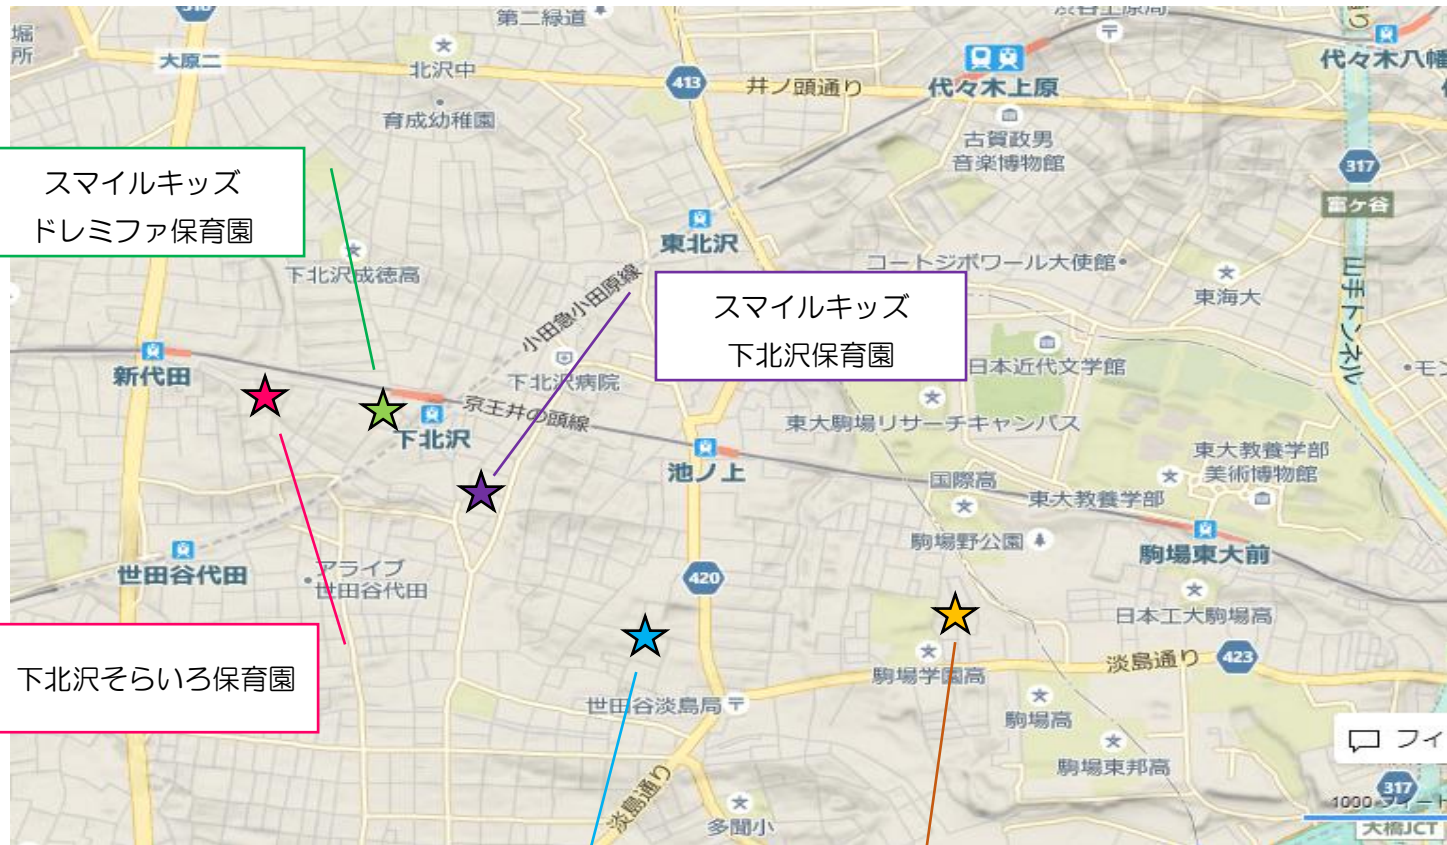 第二緑道
堀
所
大原二
北沢中
育成幼稚園
413
井ノ頭通り
代々木上原
代々木八幡
古賀政男
音楽博物館
317
富ヶ谷
スマイルキッズ
ドレミファ保育園
東北沢
下北沢成徳高
小田急小田原線
コートジボワール大使館
東海大
山手トンネル
スマイルキッズ
下北沢保育園
新代田
下北沢病院
日本近代文学館
京王井の頭線
下北沢
東大駒場リサーチキャンパス
池ノ上
東大教養学部
美術博物館
国際高
東大教養学部
駒場野公園
駒場東大前
世田谷代田
アライブ
世田谷代田
420
日本工大駒場高
下北沢そらいろ保育園
駒場学園高
淡島通り
423
世田谷淡島局
駒場高
フィ
駒場東邦高
淡島通り
多聞小
317
1000 フィート
大橋JCT